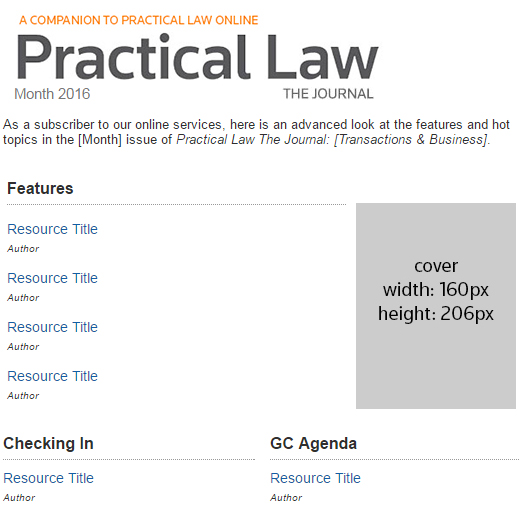 A COMPANION TO PRACTICAL LAW ONLINE
Practical Law
Month 2016
THE JOURNAL
As a subscriber to our online services, here is an advanced look at the features and hot
topics in the [Month] issue of Practical Law The Journal: [Transactions & Business].
Features
Resource Title
Author
Resource Title
Author
Resource Title
Author
Resource Title
Author
cover
width: 160px
height: 206px
Checking In
Resource Title
Author
GC Agenda
Resource Title
Author